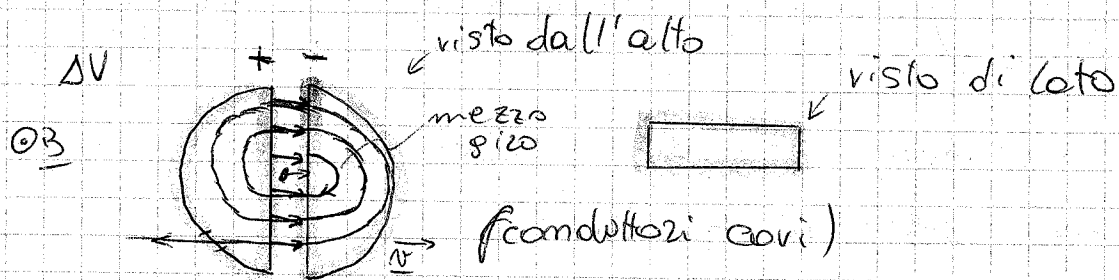 visto dall'alto
ΔV + -
visto di lato
mezzo
giro
⊙B
(conduttori cavi)
v